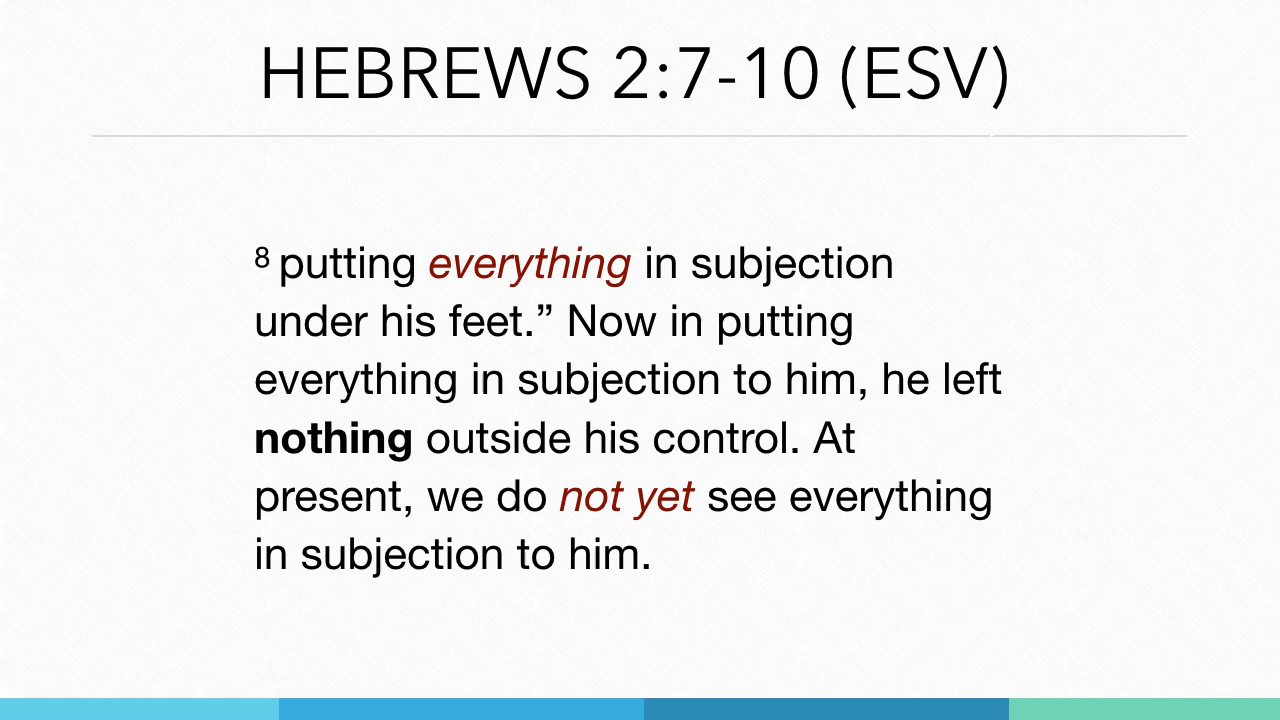 HEBREWS 2:7-10 (ESV)
8 putting everything in subjection
under his feet.” Now in putting
everything in subjection to him, he left
nothing outside his control. At
present, we do not yet see everything
in subjection to him.